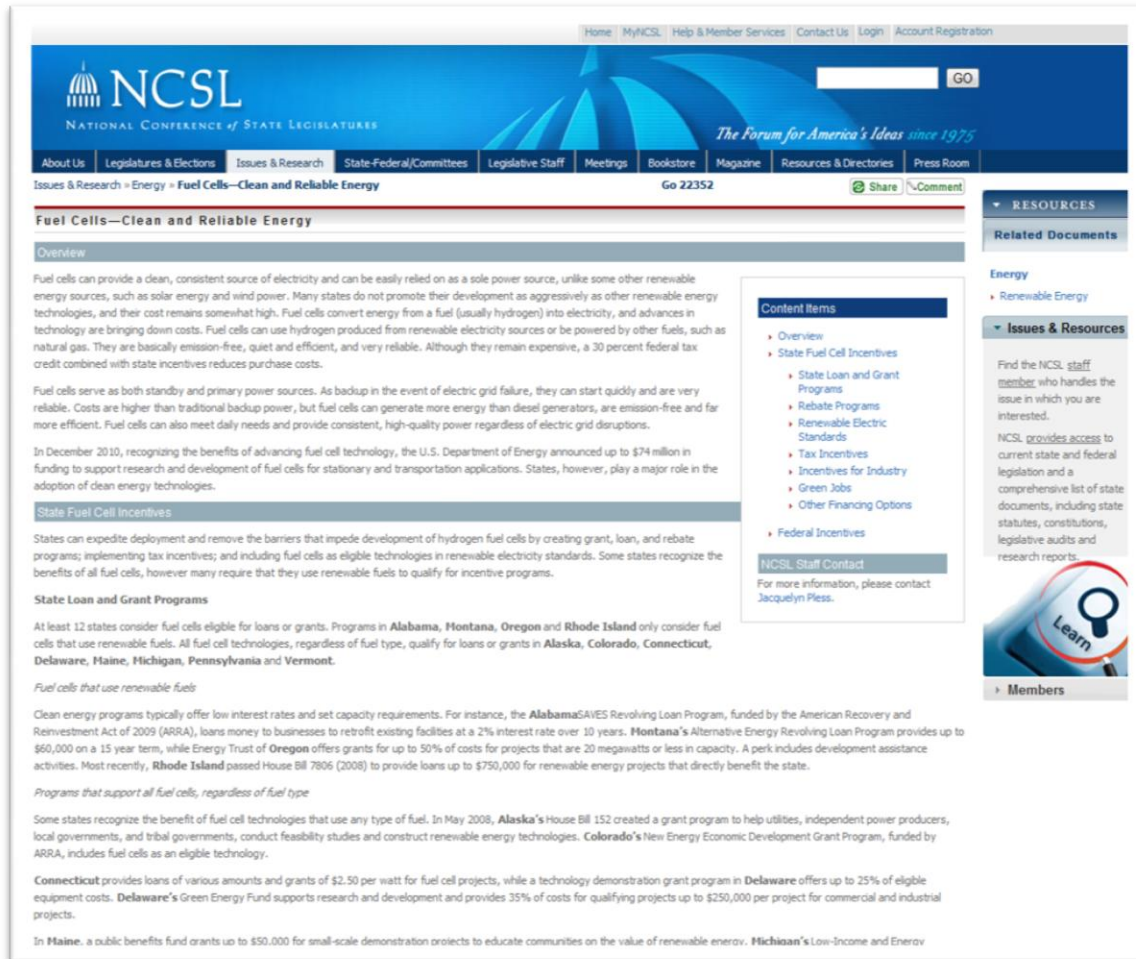 Home MyNCSL Help & Member Services Contact Us Login Account Registration
NCSL
NATIONAL CONFERENCE of STATE LEGISLATURES
GO
The Forum for America's Ideas since 1975
About Us Legislatures & Elections Issues & Research State-Federal/Committees Legislative Staff Meetings Bookstore Magazine Resources & Directories Press Room
Issues & Research » Energy » Fuel Cells—Clean and Reliable Energy Go 22352 Share Comment
Fuel Cells—Clean and Reliable Energy
Overview
Fuel cells can provide a clean, consistent source of electricity and can be easily relied on as a sole power source, unlike some other renewable
energy sources, such as solar energy and wind power. Many states do not promote their development as aggressively as other renewable energy
technologies, and their cost remains somewhat high. Fuel cells convert energy from a fuel (usually hydrogen) into electricity, and advances in
technology are bringing down costs. Fuel cells can use hydrogen produced from renewable electricity sources or be powered by other fuels, such as
natural gas. They are basically emission-free, quiet and efficient, and very reliable. Although they remain expensive, a 30 percent federal tax
credit combined with state incentives reduces purchase costs.
Fuel cells serve as both standby and primary power sources. As backup in the event of electric grid failure, they can start quickly and are very
reliable. Costs are higher than traditional backup power, but fuel cells can generate more energy than diesel generators, are emission-free and far
more efficient. Fuel cells can also meet daily needs and provide consistent, high-quality power regardless of electric grid disruptions.
In December 2010, recognizing the benefits of advancing fuel cell technology, the U.S. Department of Energy announced up to $74 million in
funding to support research and development of fuel cells for stationary and transportation applications. States, however, play a major role in the
adoption of clean energy technologies.
State Fuel Cell Incentives
States can expedite deployment and remove the barriers that impede development of hydrogen fuel cells by creating grant, loan, and rebate
programs; implementing tax incentives; and including fuel cells as eligible technologies in renewable electricity standards. Some states recognize the
benefits of all fuel cells, however many require that they use renewable fuels to qualify for incentive programs.
State Loan and Grant Programs
At least 12 states consider fuel cells eligible for loans or grants. Programs in Alabama, Montana, Oregon and Rhode Island only consider fuel
cells that use renewable fuels. All fuel cell technologies, regardless of fuel type, qualify for loans or grants in Alaska, Colorado, Connecticut,
Delaware, Maine, Michigan, Pennsylvania and Vermont.
Fuel cells that use renewable fuels
Clean energy programs typically offer low interest rates and set capacity requirements. For instance, the AlabamaSAVES Revolving Loan Program, funded by the American Recovery and
Reinvestment Act of 2009 (ARRA), loans money to businesses to retrofit existing facilities at a 2% interest rate over 10 years. Montana's Alternative Energy Revolving Loan Program provides up to
$60,000 on a 15 year term, while Energy Trust of Oregon offers grants for up to 50% of costs for projects that are 20 megawatts or less in capacity. A perk includes development assistance
activities. Most recently, Rhode Island passed House Bill 7806 (2008) to provide loans up to $750,000 for renewable energy projects that directly benefit the state.
Programs that support all fuel cells, regardless of fuel type
Some states recognize the benefit of fuel cell technologies that use any type of fuel. In May 2008, Alaska's House Bill 152 created a grant program to help utilities, independent power producers,
local governments, and tribal governments, conduct feasibility studies and construct renewable energy technologies. Colorado's New Energy Economic Development Grant Program, funded by
ARRA, includes fuel cells as an eligible technology.
Connecticut provides loans of various amounts and grants of $2.50 per watt for fuel cell projects, while a technology demonstration grant program in Delaware offers up to 25% of eligible
equipment costs. Delaware's Green Energy Fund supports research and development and provides 35% of costs for qualifying projects up to $250,000 per project for commercial and industrial
projects.
In Maine, a public benefits fund grants up to $50,000 for small-scale demonstration projects to educate communities on the value of renewable energy. Michigan's Low-Income and Energy
Content Items
Overview
State Fuel Cell Incentives
State Loan and Grant
Programs
Rebate Programs
Renewable Electric
Standards
Tax Incentives
Incentives for Industry
Green Jobs
Other Financing Options
Federal Incentives
NCSL Staff Contact
For more information, please contact
Jacquelyn Pless.
RESOURCES
Related Documents
Energy
Renewable Energy
Issues & Resources
Find the NCSL staff
member who handles the
issue in which you are
interested.
NCSL provides access to
current state and federal
legislation and a
comprehensive list of state
documents, including state
statutes, constitutions,
legislative audits and
research reports.
Learn
Members